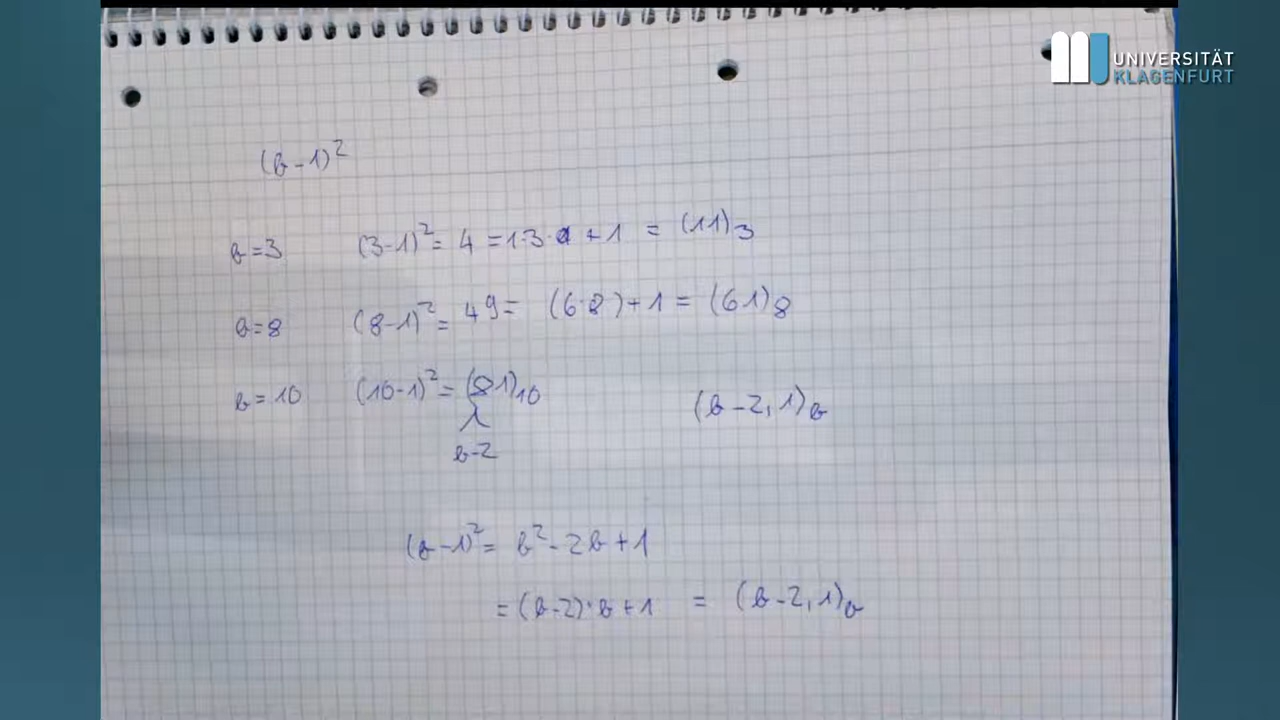 UNIVERSITÄT
KLAGENFURT
(b-1)²
b=3 (3-1)² = 4 = 1·3·1 + 1 = (11)₃
b=8 (8-1)² = 49 = (6·8)+1 = (61)₈
b=10 (10-1)² = (81)₁₀ (b-2,1)_b
b-2
(b-1)² = b²-2b+1
=(b-2)·b+1 = (b-2,1)_b